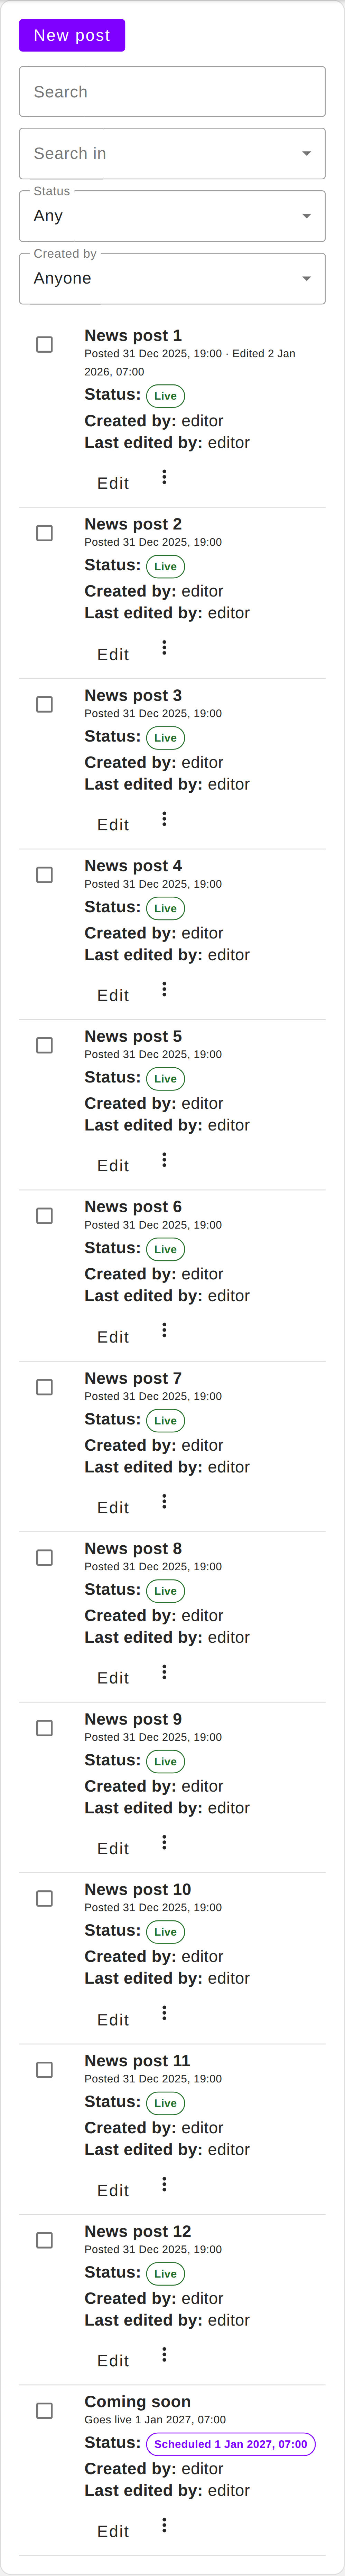 New post
Search
Search in
Status
Any
Created by
Anyone
News post 1
Posted 31 Dec 2025, 19:00 · Edited 2 Jan
2026, 07:00
Status: Live
Created by: editor
Last edited by: editor
Edit
News post 2
Posted 31 Dec 2025, 19:00
Status: Live
Created by: editor
Last edited by: editor
Edit
News post 3
Posted 31 Dec 2025, 19:00
Status: Live
Created by: editor
Last edited by: editor
Edit
News post 4
Posted 31 Dec 2025, 19:00
Status: Live
Created by: editor
Last edited by: editor
Edit
News post 5
Posted 31 Dec 2025, 19:00
Status: Live
Created by: editor
Last edited by: editor
Edit
News post 6
Posted 31 Dec 2025, 19:00
Status: Live
Created by: editor
Last edited by: editor
Edit
News post 7
Posted 31 Dec 2025, 19:00
Status: Live
Created by: editor
Last edited by: editor
Edit
News post 8
Posted 31 Dec 2025, 19:00
Status: Live
Created by: editor
Last edited by: editor
Edit
News post 9
Posted 31 Dec 2025, 19:00
Status: Live
Created by: editor
Last edited by: editor
Edit
News post 10
Posted 31 Dec 2025, 19:00
Status: Live
Created by: editor
Last edited by: editor
Edit
News post 11
Posted 31 Dec 2025, 19:00
Status: Live
Created by: editor
Last edited by: editor
Edit
News post 12
Posted 31 Dec 2025, 19:00
Status: Live
Created by: editor
Last edited by: editor
Edit
Coming soon
Goes live 1 Jan 2027, 07:00
Status: Scheduled 1 Jan 2027, 07:00
Created by: editor
Last edited by: editor
Edit